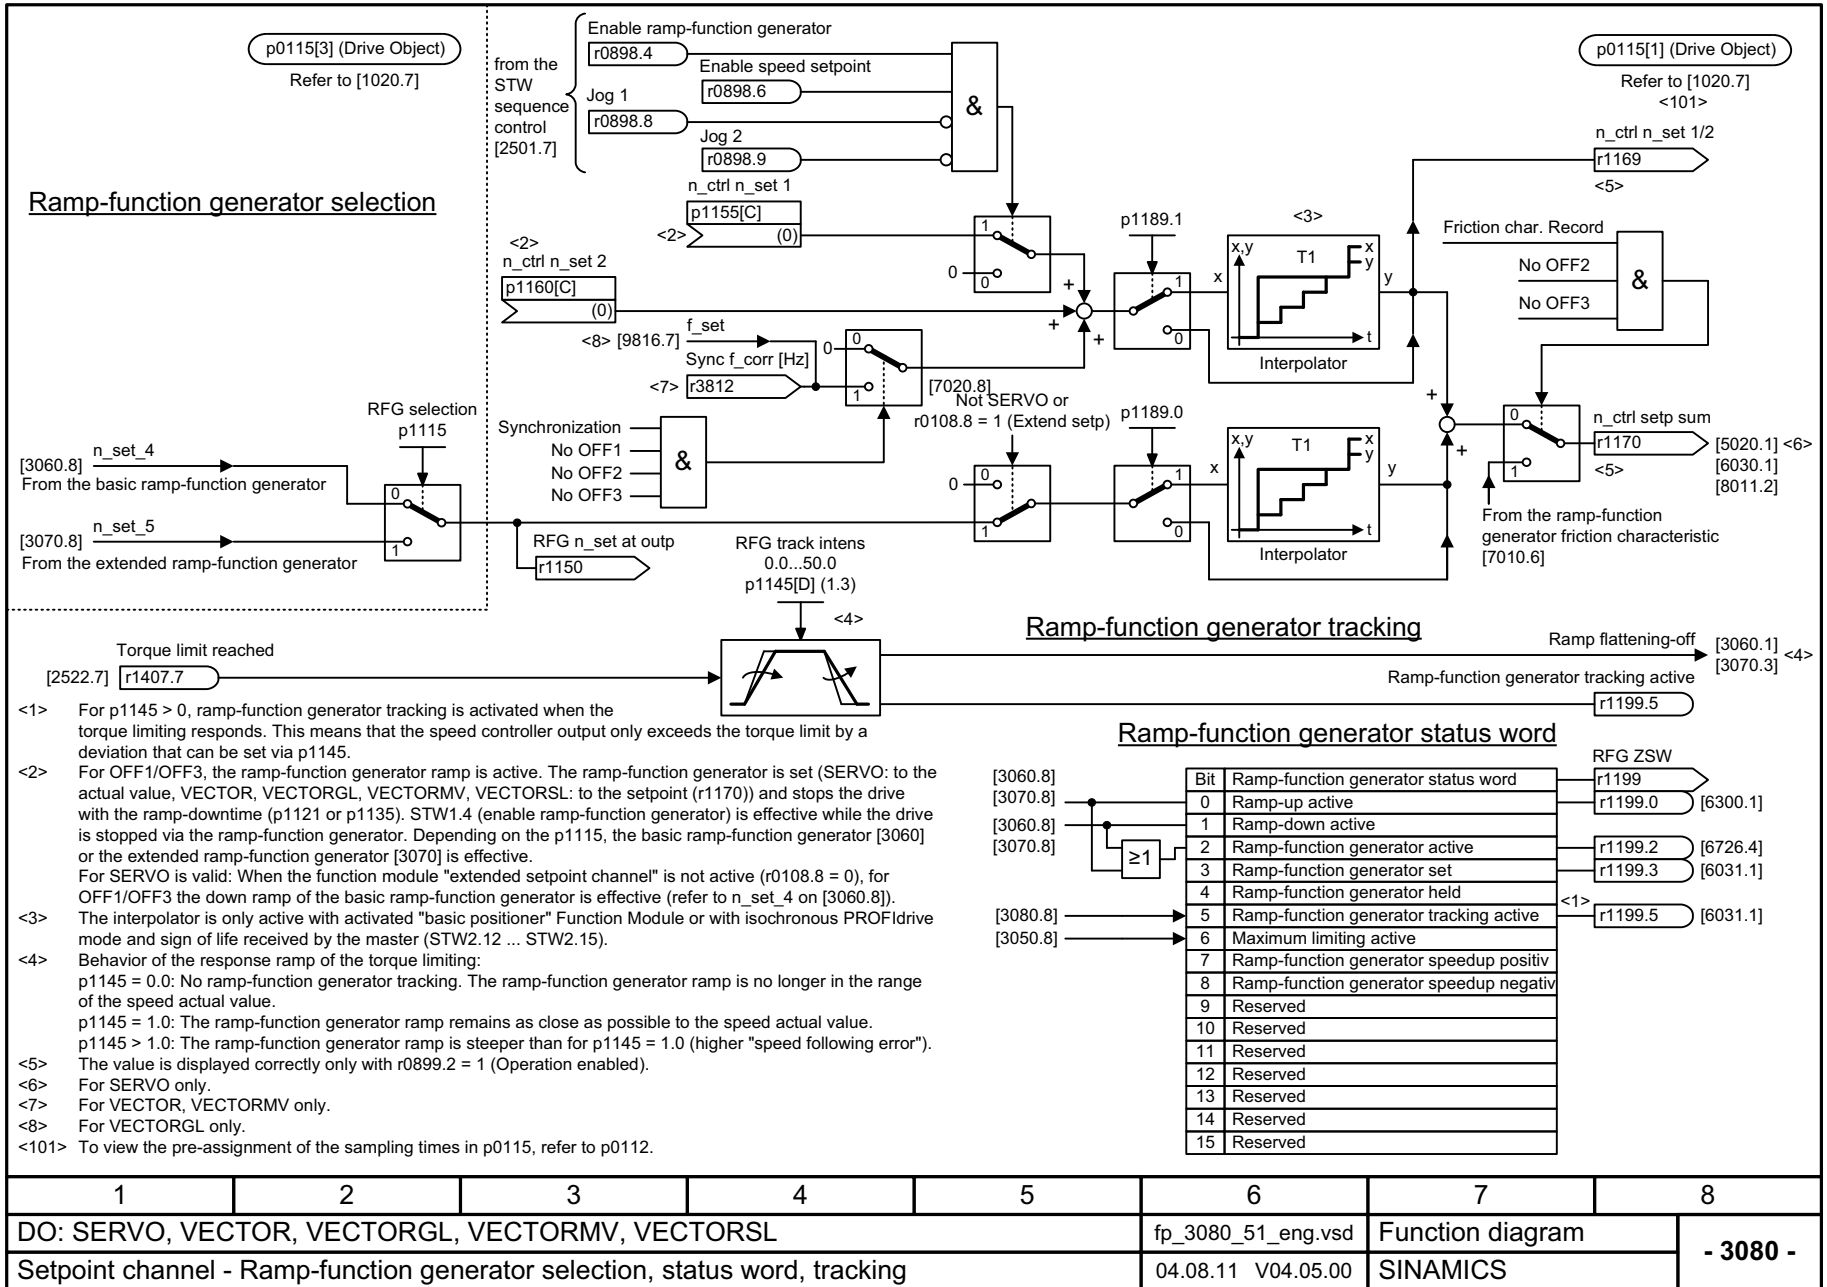 p0115[3] (Drive Object)
Refer to [1020.7]
Ramp-function generator selection
from the
STW
sequence
control
[2501.7]
Enable ramp-function generator
r0898.4
Enable speed setpoint
r0898.6
Jog 1
r0898.8
Jog 2
r0898.9
&
p0115[1] (Drive Object)
Refer to [1020.7]
<101>
n_ctrl n_set 1/2
r1169
<5>
n_ctrl n_set 1
p1155[C]
<2>
(0)
<2>
n_ctrl n_set 2
p1160[C]
(0)
1
0
0
+
+
+
p1189.1
1
0
x
<3>
x,y
T1
x
y
t
Interpolator
y
Friction char. Record
No OFF2
No OFF3
&
<8> [9816.7]
f_set
Sync f_corr [Hz]
<7>
r3812
0
0
1
[7020.8]
Synchronization
No OFF1
No OFF2
No OFF3
&
Not SERVO or
r0108.8 = 1 (Extend setp)
0
0
1
p1189.0
1
0
x
x,y
T1
x
y
t
Interpolator
y
+
+
0
1
n_ctrl setp sum
r1170
<5>
[5020.1] <6>
[6030.1]
[8011.2]
From the ramp-function
generator friction characteristic
[7010.6]
RFG selection
p1115
[3060.8]
n_set_4
From the basic ramp-function generator
[3070.8]
n_set_5
From the extended ramp-function generator
0
1
RFG n_set at outp
r1150
RFG track intens
0.0...50.0
p1145[D] (1.3)
<4>
Ramp-function generator tracking
Torque limit reached
[2522.7]
r1407.7
Ramp flattening-off
[3060.1] <4>
[3070.3]
Ramp-function generator tracking active
r1199.5
<1> For p1145 > 0, ramp-function generator tracking is activated when the
torque limiting responds. This means that the speed controller output only exceeds the torque limit by a
deviation that can be set via p1145.
<2> For OFF1/OFF3, the ramp-function generator ramp is active. The ramp-function generator is set (SERVO: to the
actual value, VECTOR, VECTORGL, VECTORMV, VECTORSL: to the setpoint (r1170)) and stops the drive
with the ramp-downtime (p1121 or p1135). STW1.4 (enable ramp-function generator) is effective while the drive
is stopped via the ramp-function generator. Depending on the p1115, the basic ramp-function generator [3060]
or the extended ramp-function generator [3070] is effective.
For SERVO is valid: When the function module "extended setpoint channel" is not active (r0108.8 = 0), for
OFF1/OFF3 the down ramp of the basic ramp-function generator is effective (refer to n_set_4 on [3060.8]).
<3> The interpolator is only active with activated "basic positioner" Function Module or with isochronous PROFIdrive
mode and sign of life received by the master (STW2.12 ... STW2.15).
<4> Behavior of the response ramp of the torque limiting:
p1145 = 0.0: No ramp-function generator tracking. The ramp-function generator ramp is no longer in the range
of the speed actual value.
p1145 = 1.0: The ramp-function generator ramp remains as close as possible to the speed actual value.
p1145 > 1.0: The ramp-function generator ramp is steeper than for p1145 = 1.0 (higher "speed following error").
<5> The value is displayed correctly only with r0899.2 = 1 (Operation enabled).
<6> For SERVO only.
<7> For VECTOR, VECTORMV only.
<8> For VECTORGL only.
<101> To view the pre-assignment of the sampling times in p0115, refer to p0112.
Ramp-function generator status word
RFG ZSW
[3060.8]
[3070.8]
[3060.8]
[3070.8]
≥1
[3080.8]
[3050.8]
Bit Ramp-function generator status word r1199
0 Ramp-up active r1199.0 [6300.1]
1 Ramp-down active
2 Ramp-function generator active r1199.2 [6726.4]
3 Ramp-function generator set r1199.3 [6031.1]
4 Ramp-function generator held
5 Ramp-function generator tracking active <1> r1199.5 [6031.1]
6 Maximum limiting active
7 Ramp-function generator speedup positiv
8 Ramp-function generator speedup negativ
9 Reserved
10 Reserved
11 Reserved
12 Reserved
13 Reserved
14 Reserved
15 Reserved
1 2 3 4 5 6 7 8
DO: SERVO, VECTOR, VECTORGL, VECTORMV, VECTORSL
fp_3080_51_eng.vsd
Function diagram
- 3080 -
Setpoint channel - Ramp-function generator selection, status word, tracking
04.08.11 V04.05.00
SINAMICS